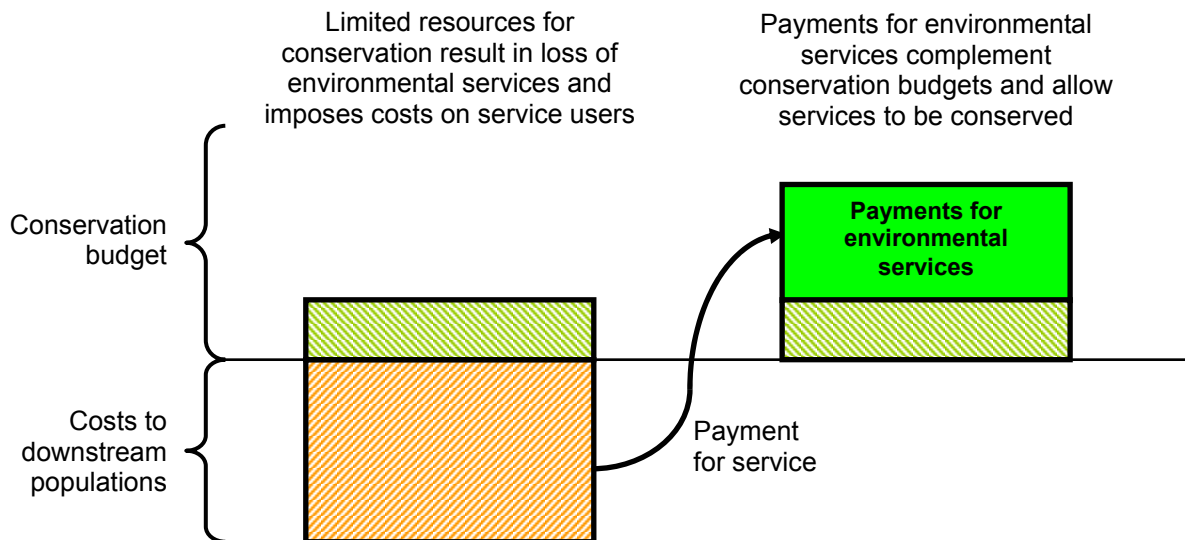 Limited resources for
conservation result in loss of
environmental services and
imposes costs on service users
Payments for environmental
services complement
conservation budgets and allow
services to be conserved
Conservation
budget
Payments for
environmental
services
Costs to
downstream
populations
Payment
for service